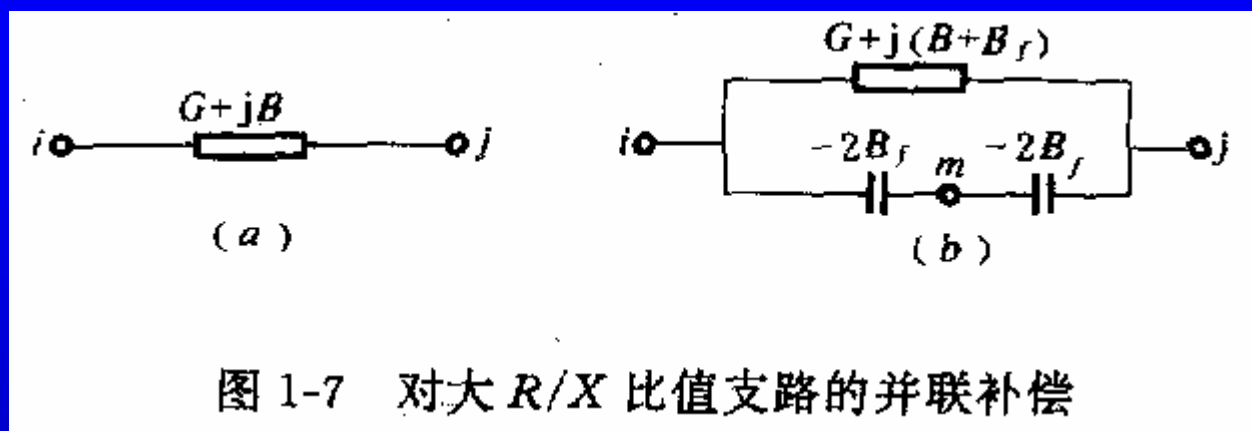 G+jB
i
j
(a)
G+j(B+B_f)
i
-2B_f
m
-2B_f
j
(b)
图 1-7 对大 R/X 比值支路的并联补偿